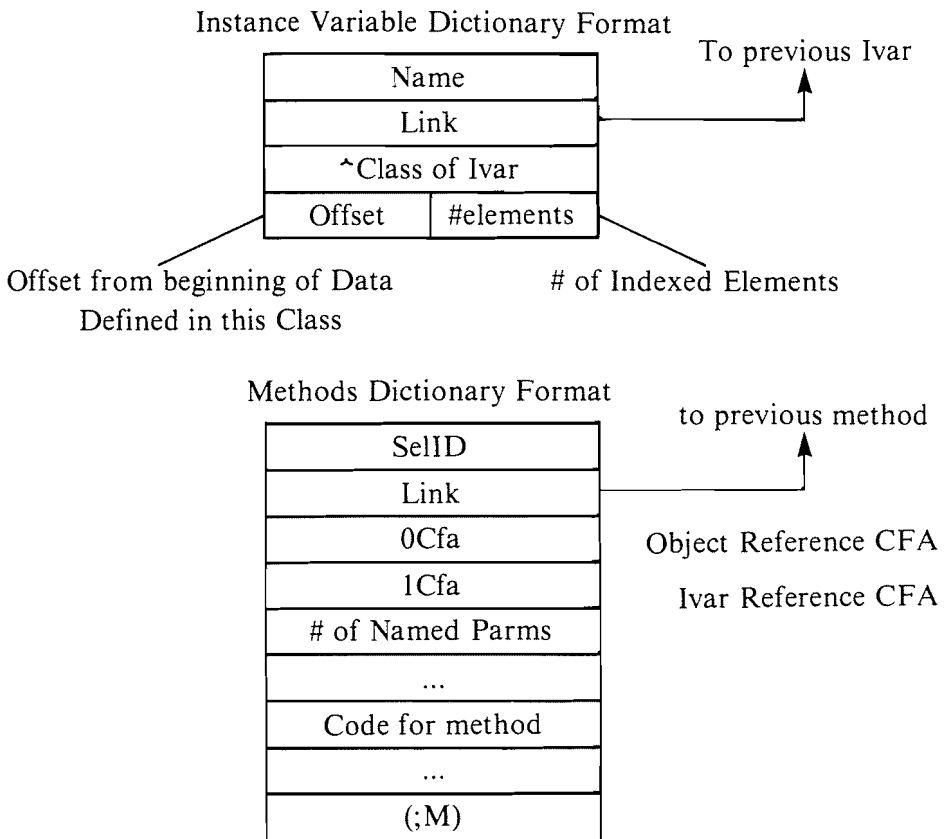 Instance Variable Dictionary Format
To previous Ivar
Name
Link
^Class of Ivar
Offset #elements
Offset from beginning of Data
Defined in this Class
# of Indexed Elements
Methods Dictionary Format
to previous method
SelID
Link
0Cfa
Object Reference CFA
1Cfa
Ivar Reference CFA
# of Named Parms
...
Code for method
...
(;M)